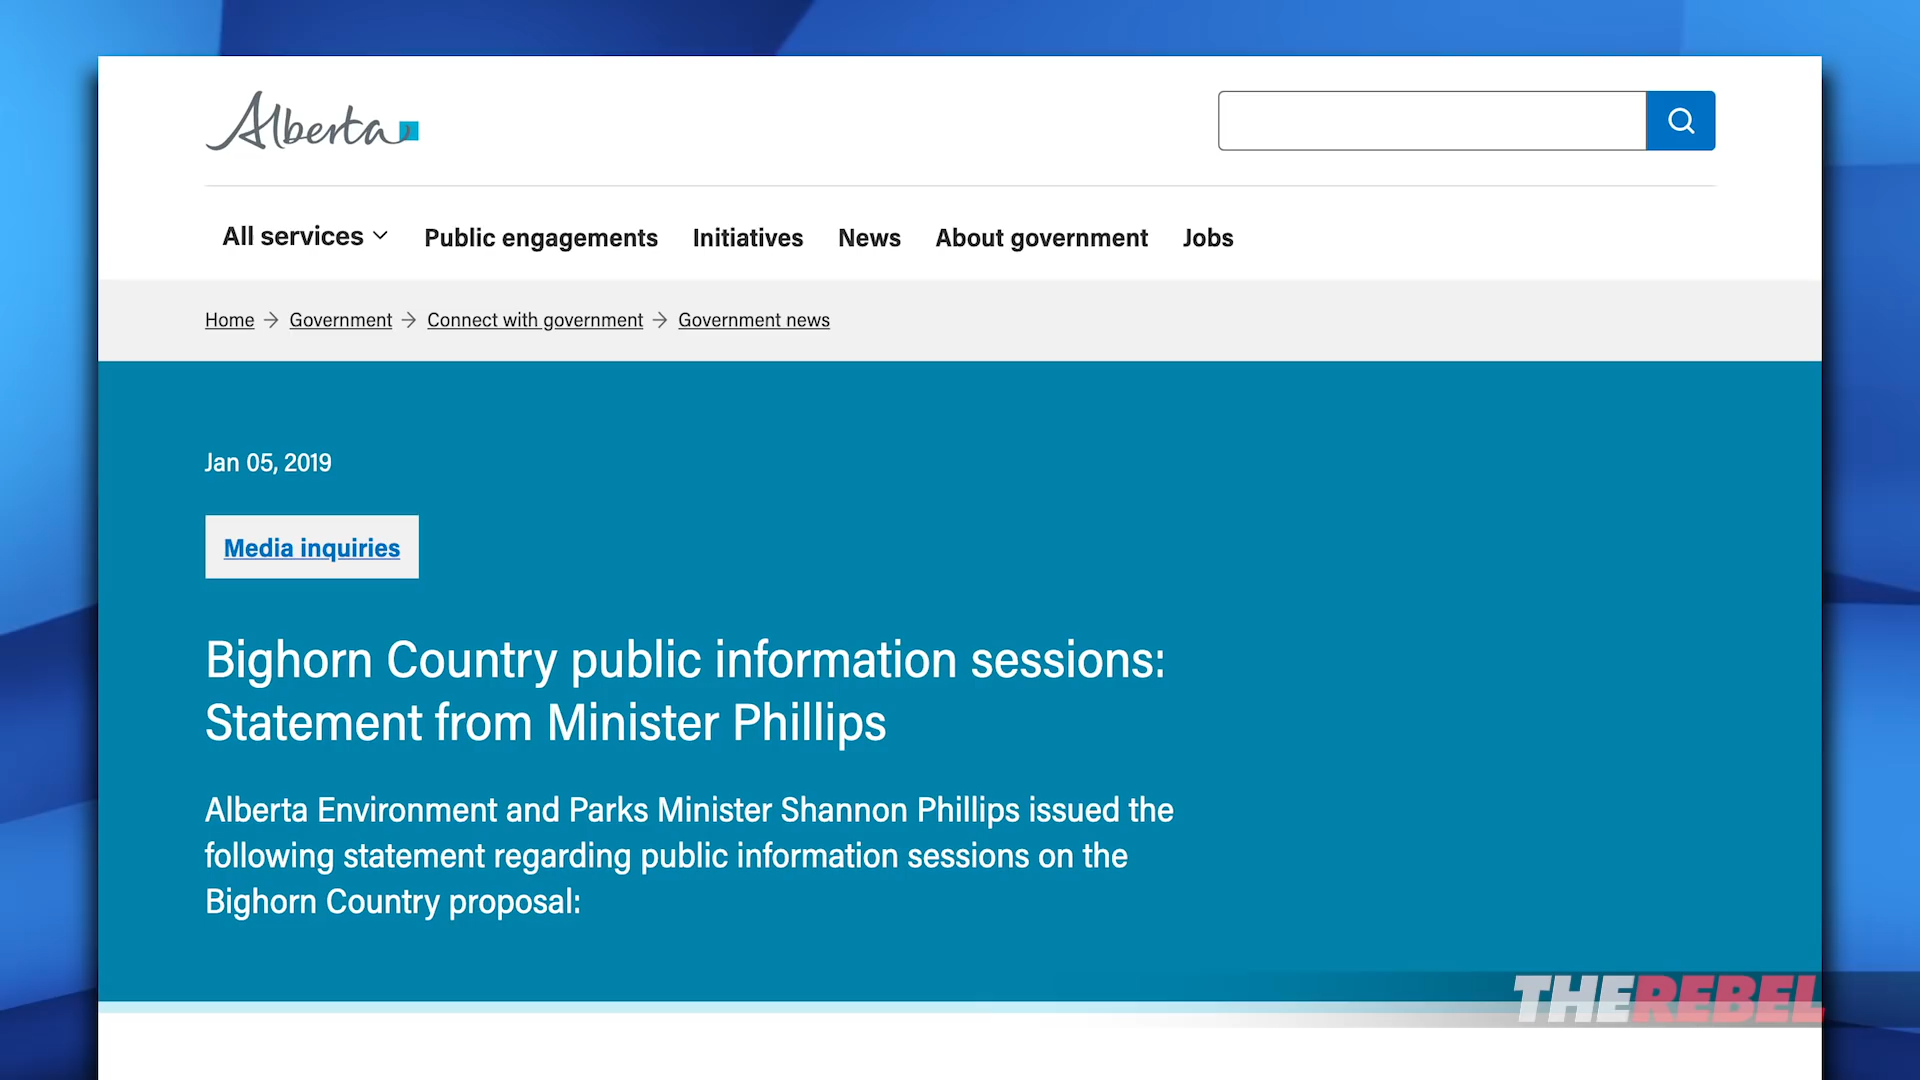 Alberta
All services
Public engagements
Initiatives
News
About government
Jobs
Home
Government
Connect with government
Government news
Jan 05, 2019
Media inquiries
Bighorn Country public information sessions:
Statement from Minister Phillips
Alberta Environment and Parks Minister Shannon Phillips issued the
following statement regarding public information sessions on the
Bighorn Country proposal:
THE REBEL